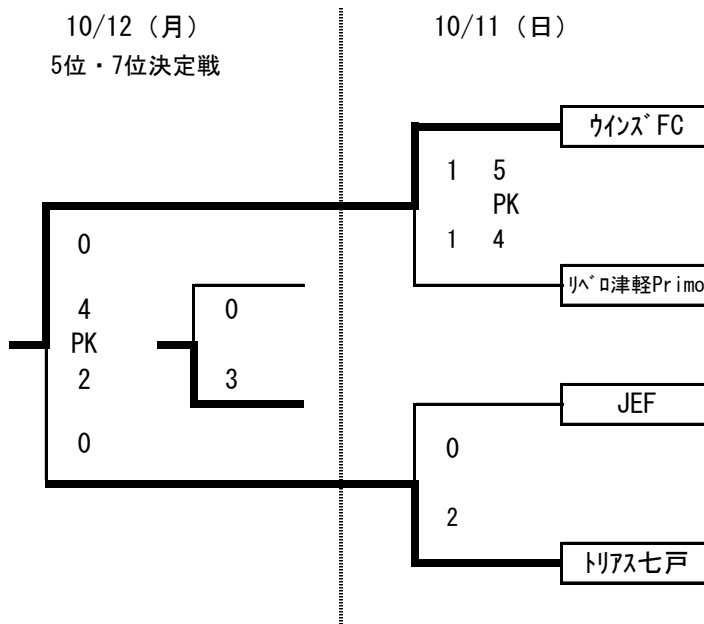 10/12（月）
5位・7位決定戦
10/11（日）
ｳｲﾝｽﾞFC
1 5
PK
1 4
ﾘﾍﾞﾛ津軽Primo
0
4
PK
2
0
0
3
JEF
0
2
ﾄﾘｱｽ七戸